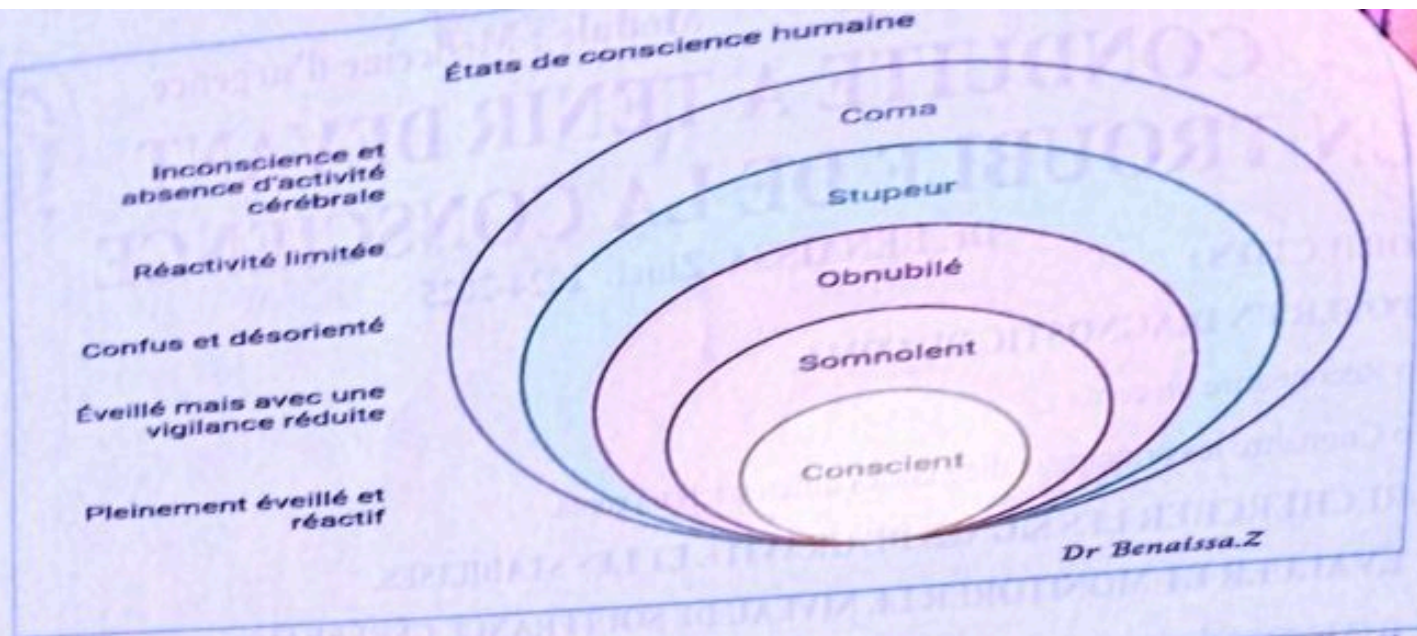 États de conscience humaine
Inconscience et
absence d'activité
cérébrale
Coma
Réactivité limitée
Stupeur
Confus et désorienté
Obnubilé
Éveillé mais avec une
vigilance réduite
Somnolent
Pleinement éveillé et
réactif
Conscient
Dr Benaissa.Z